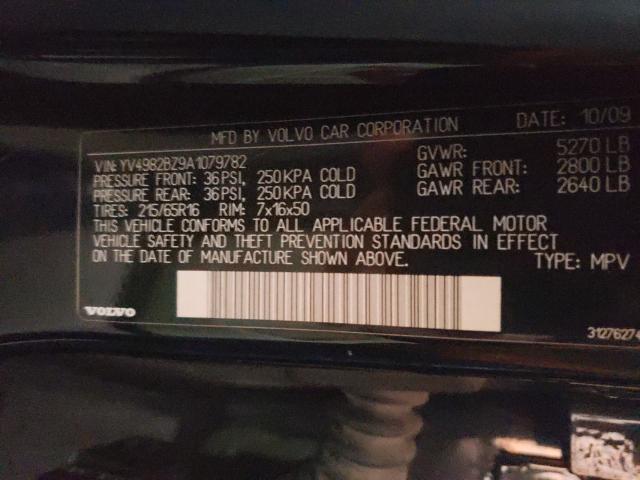 MFD BY VOLVO CAR CORPORATION DATE: 10/09
VIN: YV4982BZ9A1079782 GVWR: 5270 LB
PRESSURE FRONT: 36PSI, 250KPA COLD GAWR FRONT: 2800 LB
PRESSURE REAR: 36PSI, 250 KPA COLD GAWR REAR: 2640 LB
TIRES: 215/65R16 RIM: 7x16x50
THIS VEHICLE CONFORMS TO ALL APPLICABLE FEDERAL MOTOR
VEHICLE SAFETY AND THEFT PREVENTION STANDARDS IN EFFECT
ON THE DATE OF MANUFACTURE SHOWN ABOVE. TYPE: MPV
VOLVO 31276274